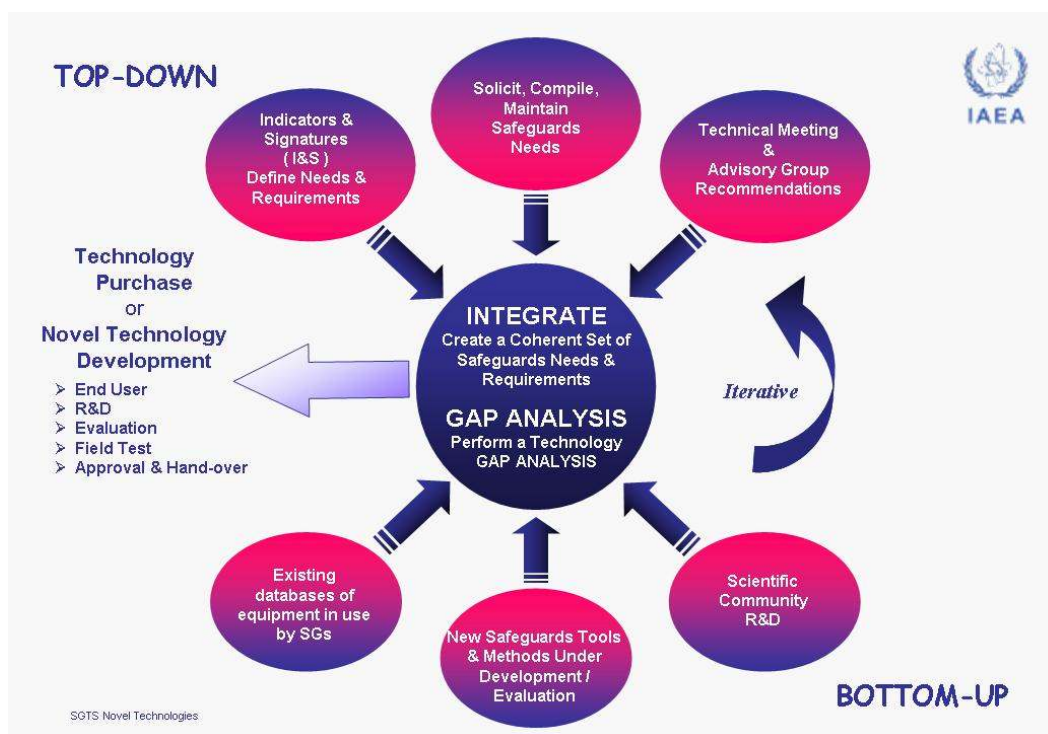 TOP-DOWN
Solicit, Compile,
Maintain
Safeguards
Needs
IAEA
Indicators &
Signatures
( I&S )
Define Needs &
Requirements
Technical Meeting
&
Advisory Group
Recommendations
Technology
Purchase
or
Novel Technology
Development
End User
R&D
Evaluation
Field Test
Approval & Hand-over
INTEGRATE
Create a Coherent Set of
Safeguards Needs &
Requirements
GAP ANALYSIS
Perform a Technology
GAP ANALYSIS
Iterative
Existing
databases of
equipment in use
by SGs
New Safeguards Tools
& Methods Under
Development /
Evaluation
Scientific
Community
R&D
BOTTOM-UP
SGTS Novel Technologies